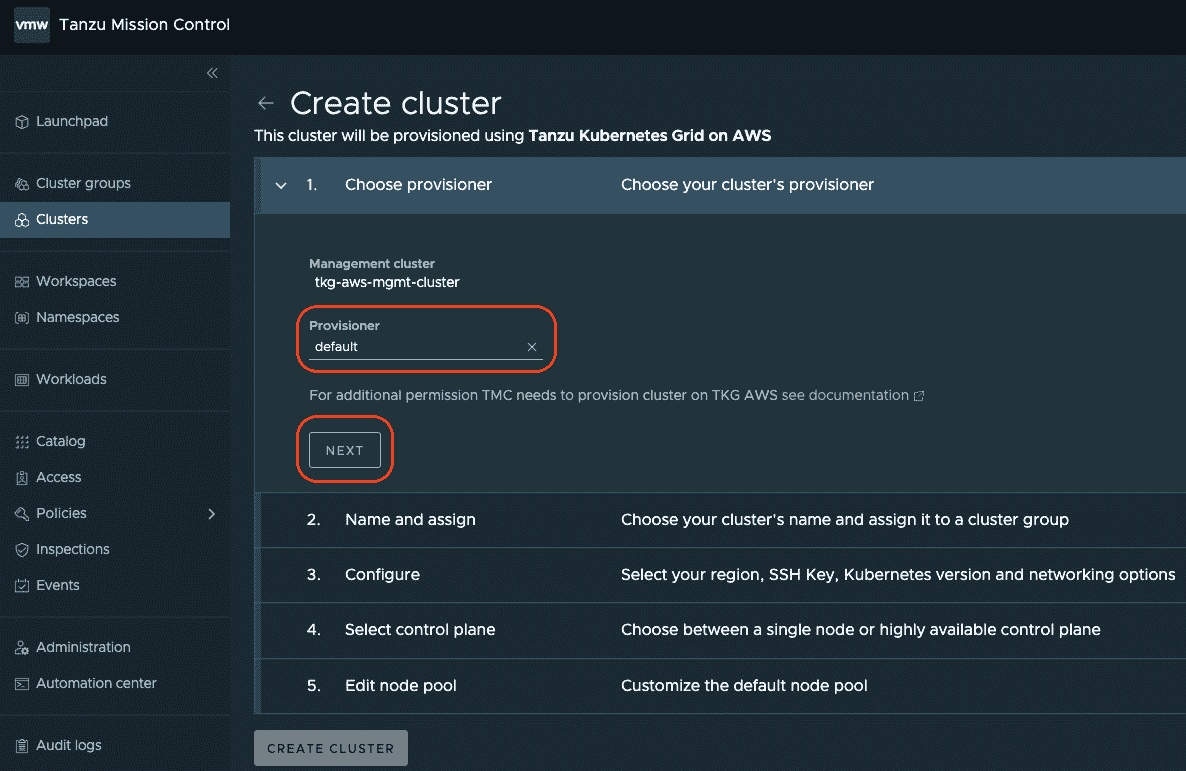 vmw Tanzu Mission Control
Launchpad
Cluster groups
Clusters
Workspaces
Namespaces
Workloads
Catalog
Access
Policies
Inspections
Events
Administration
Automation center
Audit logs
Create cluster
This cluster will be provisioned using Tanzu Kubernetes Grid on AWS
1. Choose provisioner Choose your cluster's provisioner
Management cluster
tkg-aws-mgmt-cluster
Provisioner
default
For additional permission TMC needs to provision cluster on TKG AWS see documentation
NEXT
2. Name and assign Choose your cluster's name and assign it to a cluster group
3. Configure Select your region, SSH Key, Kubernetes version and networking options
4. Select control plane Choose between a single node or highly available control plane
5. Edit node pool Customize the default node pool
CREATE CLUSTER